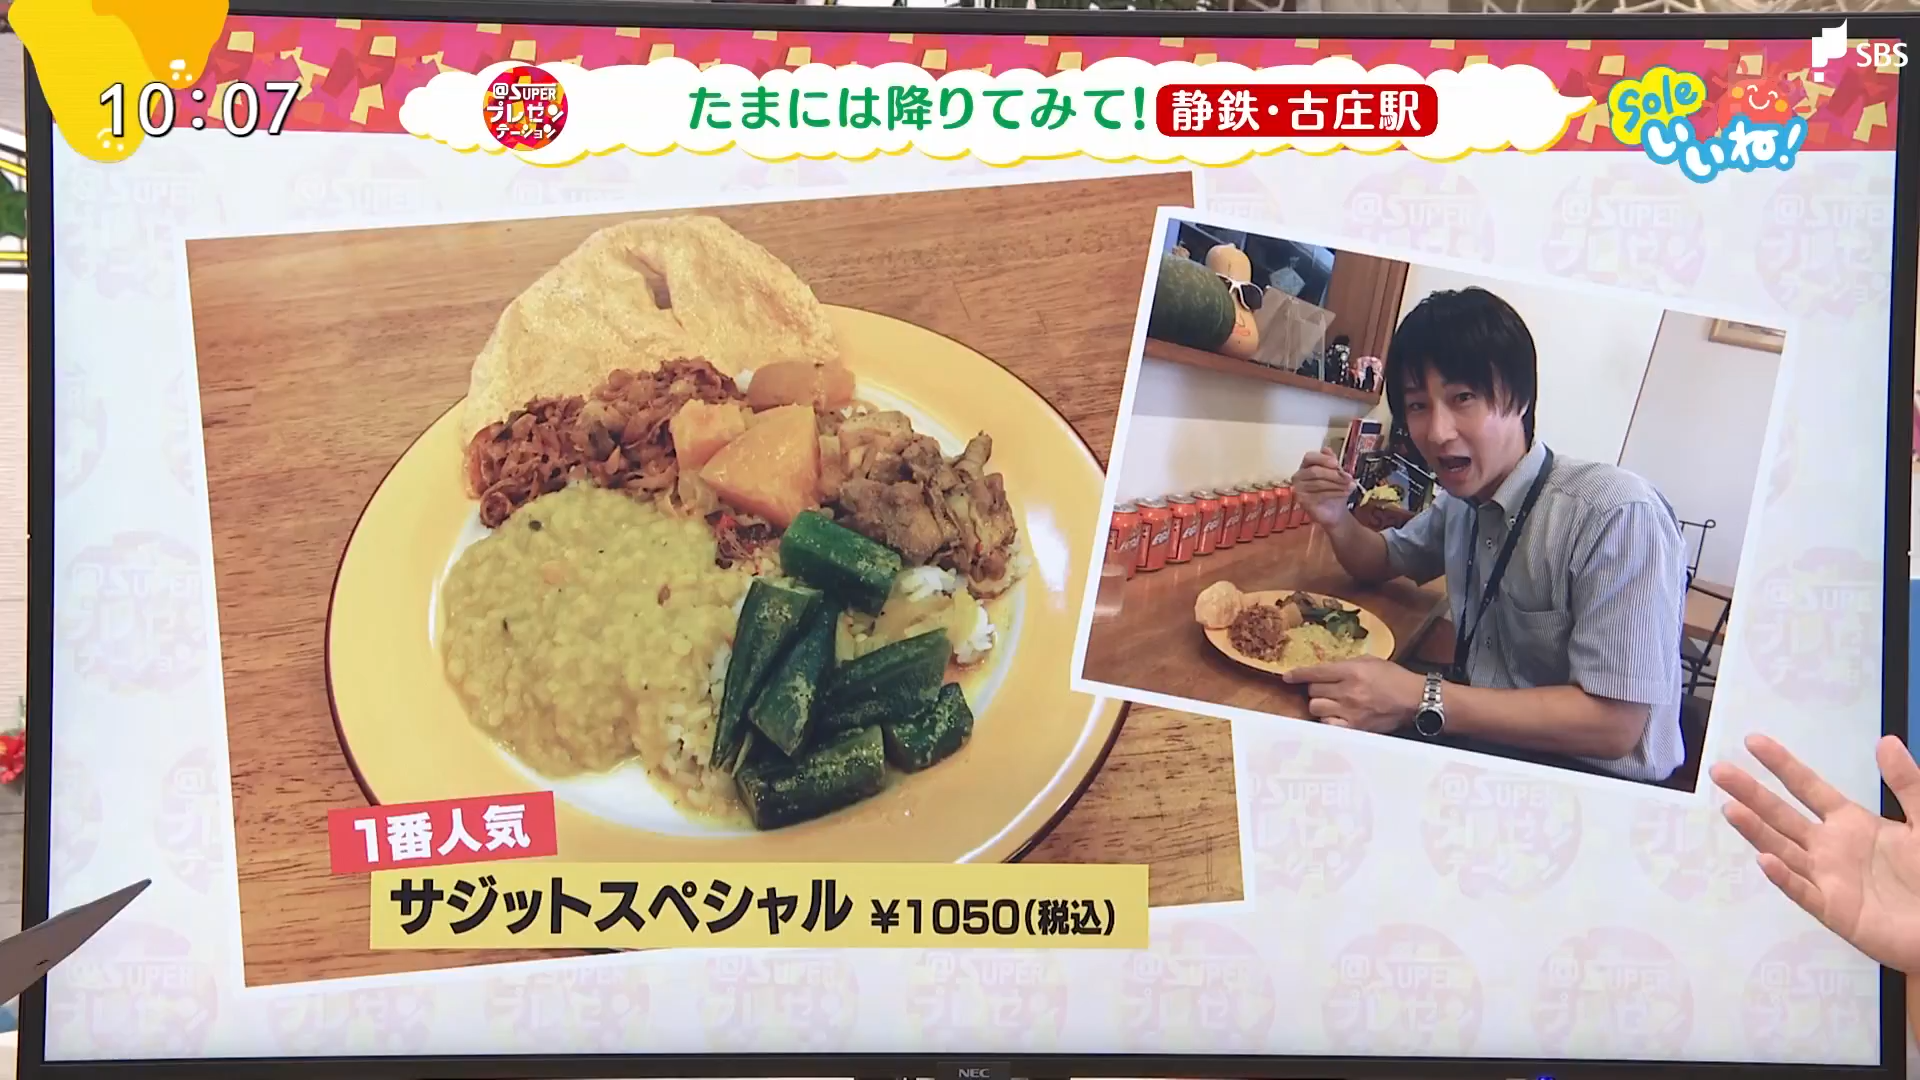 10:07
@SUPER
プレゼン
テーション
たまには降りてみて!
静鉄・古庄駅
SBS
Sole
いいね!
1番人気
サジットスペシャル ¥1050(税込)
NEC